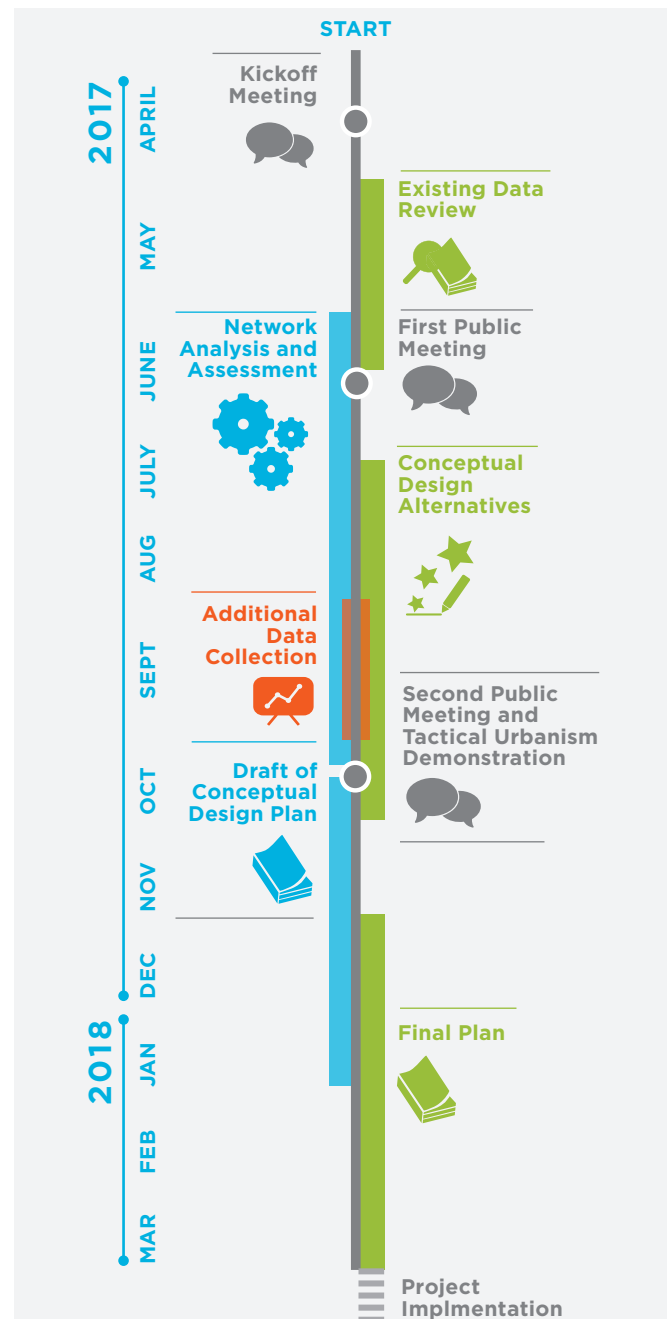 START
Kickoff
Meeting
2017
APRIL
MAY
JUNE
JULY
AUG
SEPT
OCT
NOV
DEC
2018
JAN
FEB
MAR
Existing Data
Review
Network
Analysis and
Assessment
First Public
Meeting
Conceptual
Design
Alternatives
Additional
Data
Collection
Second Public
Meeting and
Tactical Urbanism
Demonstration
Draft of
Conceptual
Design Plan
Final Plan
Project
Implmentation